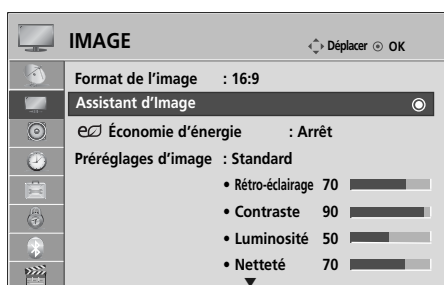 IMAGE
Déplacer OK
Format de l'image : 16:9
Assistant d'Image
Économie d'énergie : Arrêt
Préréglages d'image : Standard
• Rétro-éclairage 70
• Contraste 90
• Luminosité 50
• Netteté 70